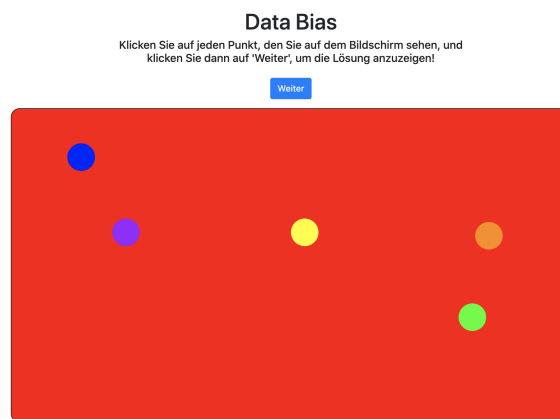 Data Bias
Klicken Sie auf jeden Punkt, den Sie auf dem Bildschirm sehen, und
klicken Sie dann auf 'Weiter', um die Lösung anzuzeigen!
Weiter